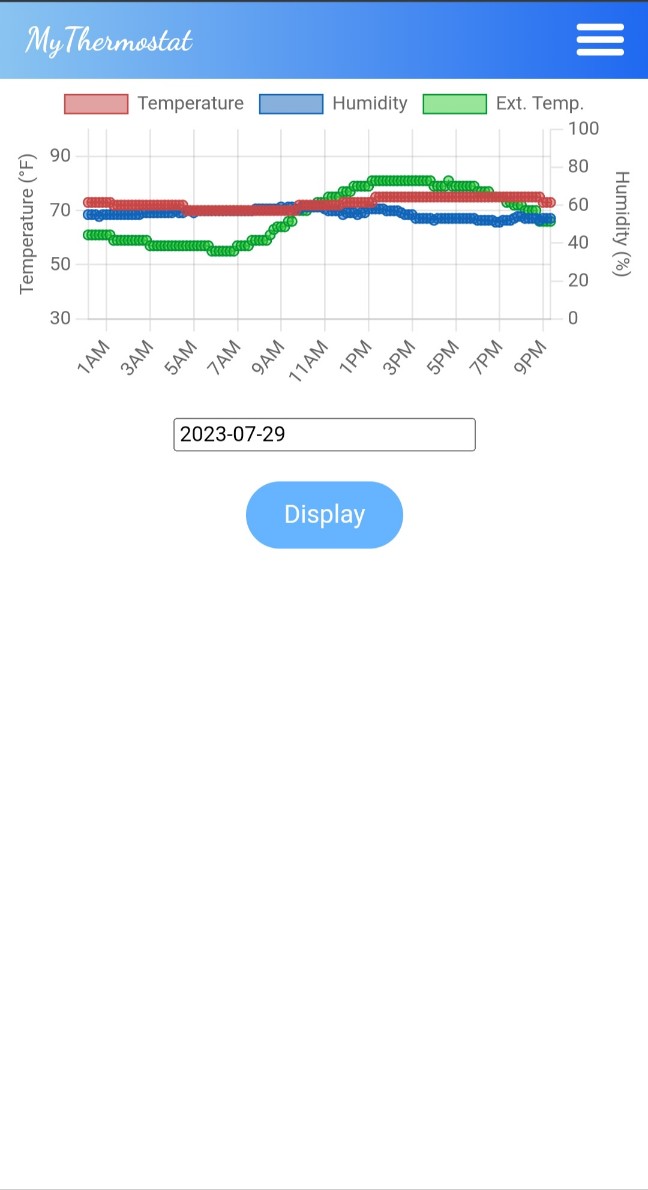 MyThermostat
Temperature Humidity Ext. Temp.
Temperature (°F)
90
70
50
30
100
80
60
40
20
0
Humidity (%)
1AM 3AM 5AM 7AM 9AM 11AM 1PM 3PM 5PM 7PM 9PM
2023-07-29
Display